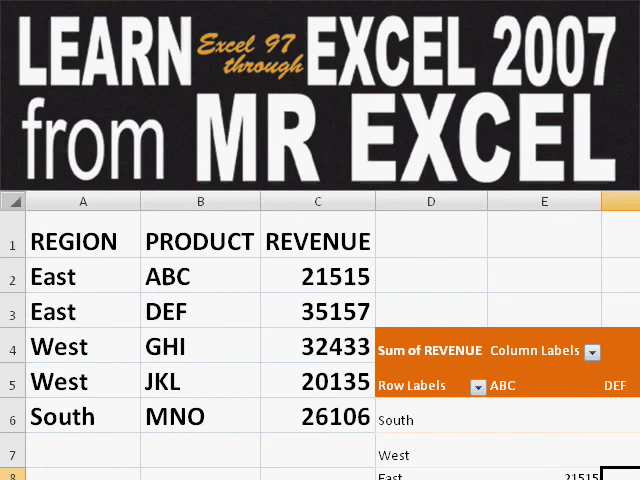 LEARN Excel 97 through EXCEL 2007
from MR EXCEL
A B C D E
1 REGION PRODUCT REVENUE
2 East ABC 21515
3 East DEF 35157
4 West GHI 32433 Sum of REVENUE Column Labels
5 West JKL 20135 Row Labels ABC DEF
6 South MNO 26106 South
7 West
8 East 21515